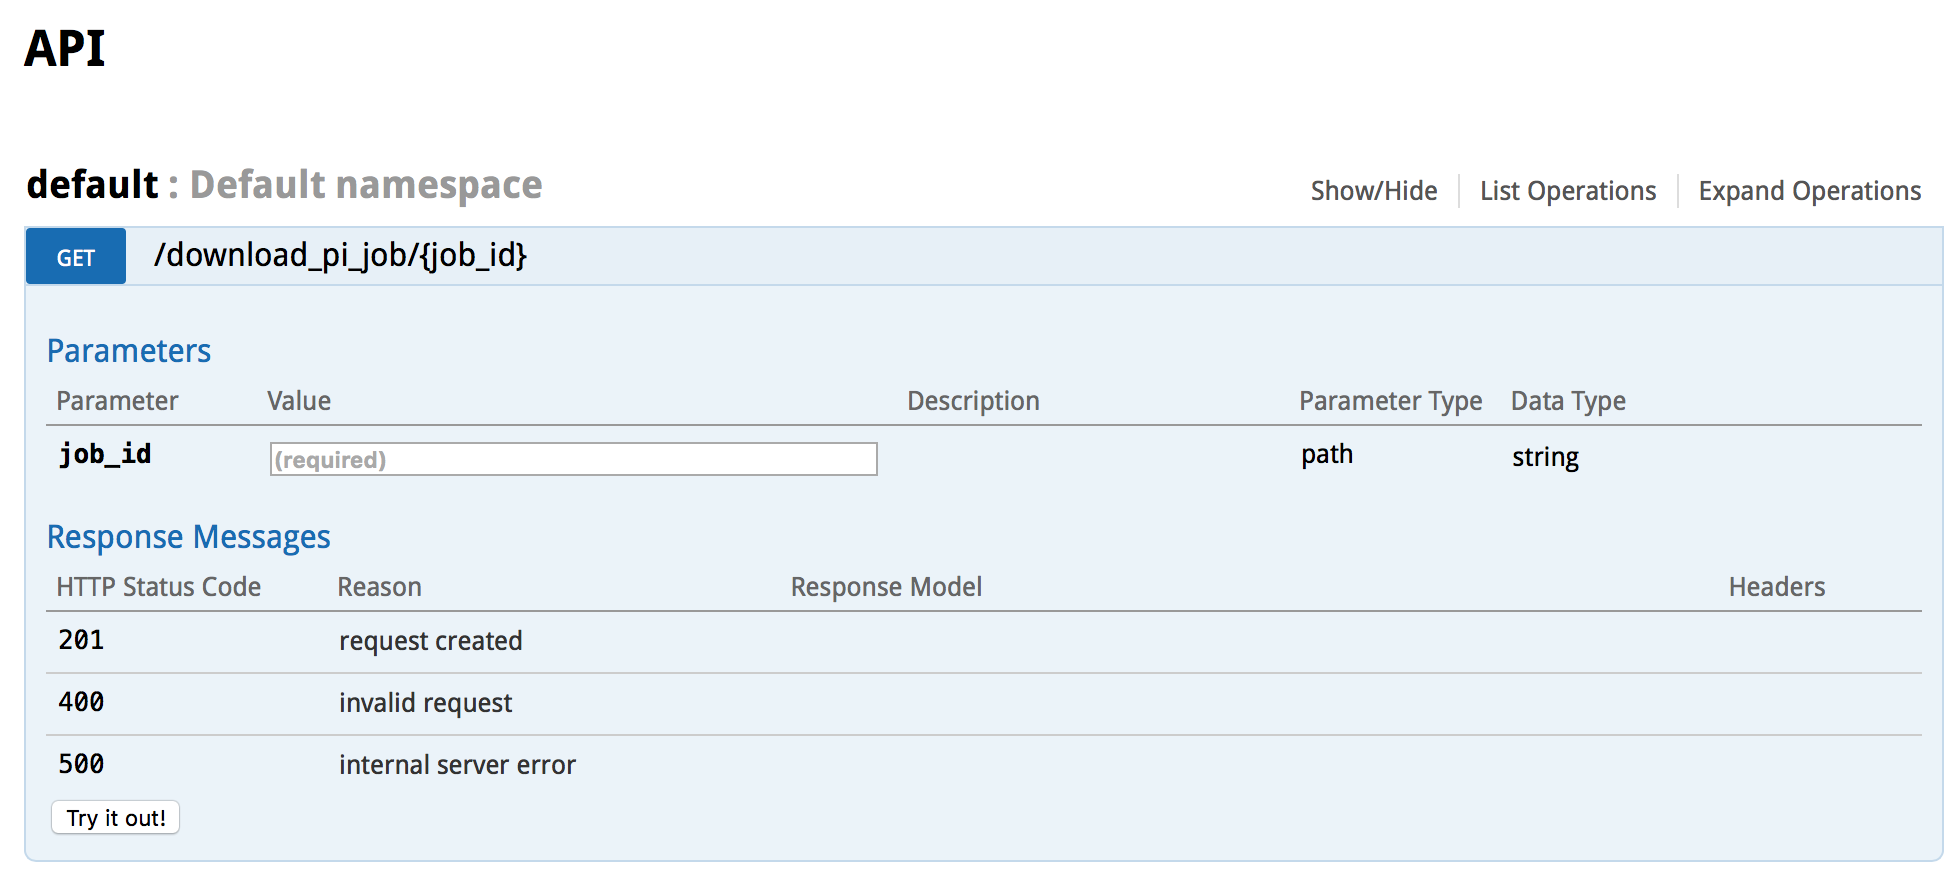 API
default : Default namespace
Show/Hide List Operations Expand Operations
GET /download_pi_job/{job_id}
Parameters
Parameter Value Description Parameter Type Data Type
job_id (required) path string
Response Messages
HTTP Status Code Reason Response Model Headers
201 request created
400 invalid request
500 internal server error
Try it out!